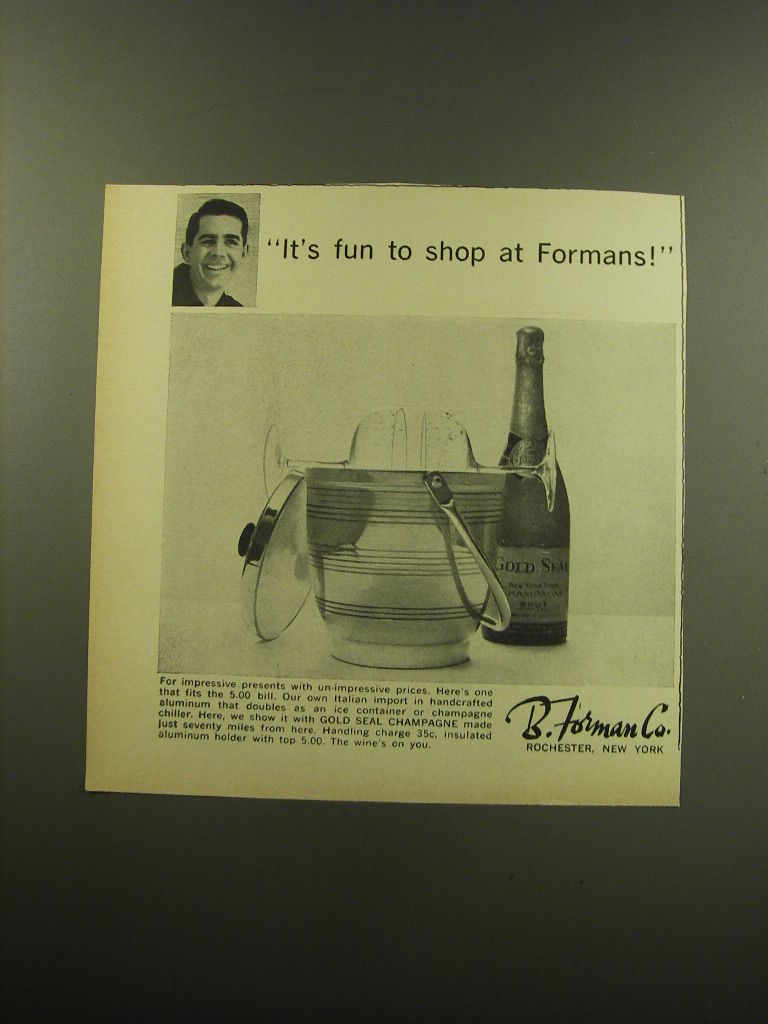 “It's fun to shop at Formans!”
GOLD SEAL
New York State
CHAMPAGNE
BRUT
For impressive presents with un-impressive prices. Here's one
that fits the 5.00 bill. Our own Italian import in handcrafted
aluminum that doubles as an ice container or champagne
chiller. Here, we show it with GOLD SEAL CHAMPAGNE made
just seventy miles from here. Handling charge 35c, insulated
aluminum holder with top 5.00. The wine's on you.
B. Forman Co.
ROCHESTER, NEW YORK